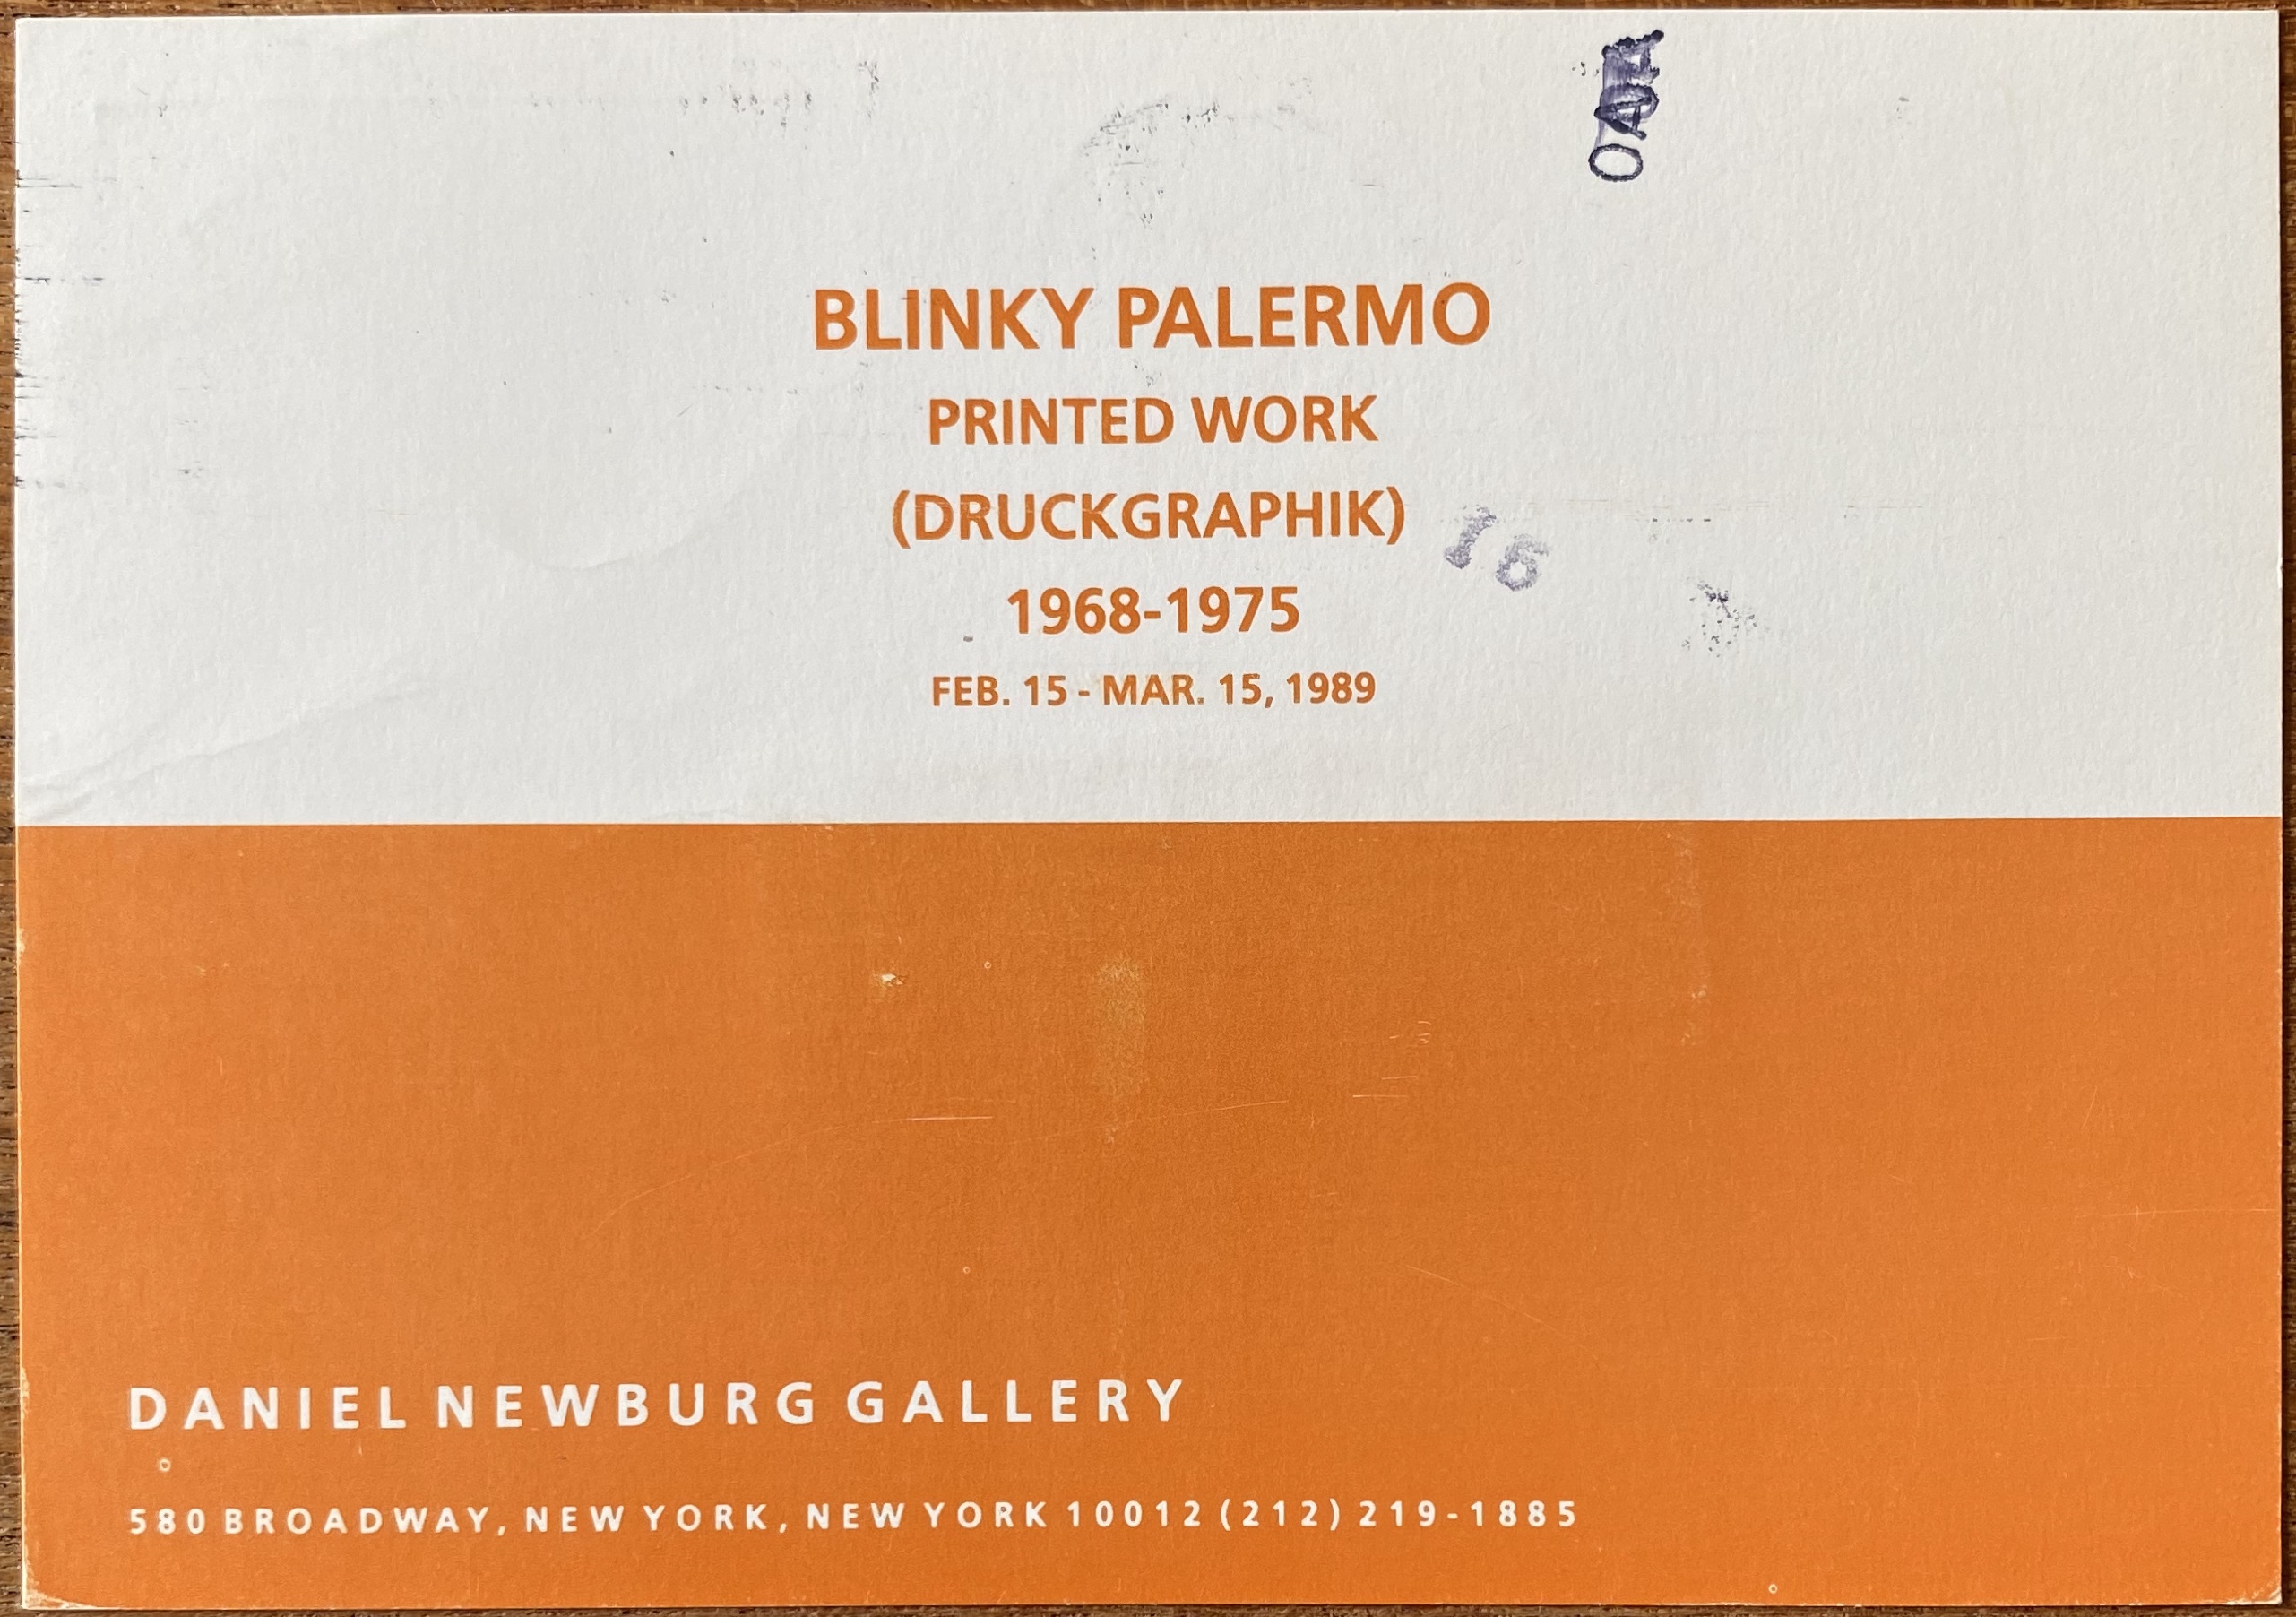 BLINKY PALERMO
PRINTED WORK
(DRUCKGRAPHIK)
1968-1975
FEB. 15 - MAR. 15, 1989
16
DANIEL NEWBURG GALLERY
580 BROADWAY, NEW YORK, NEW YORK 10012 (212) 219-1885